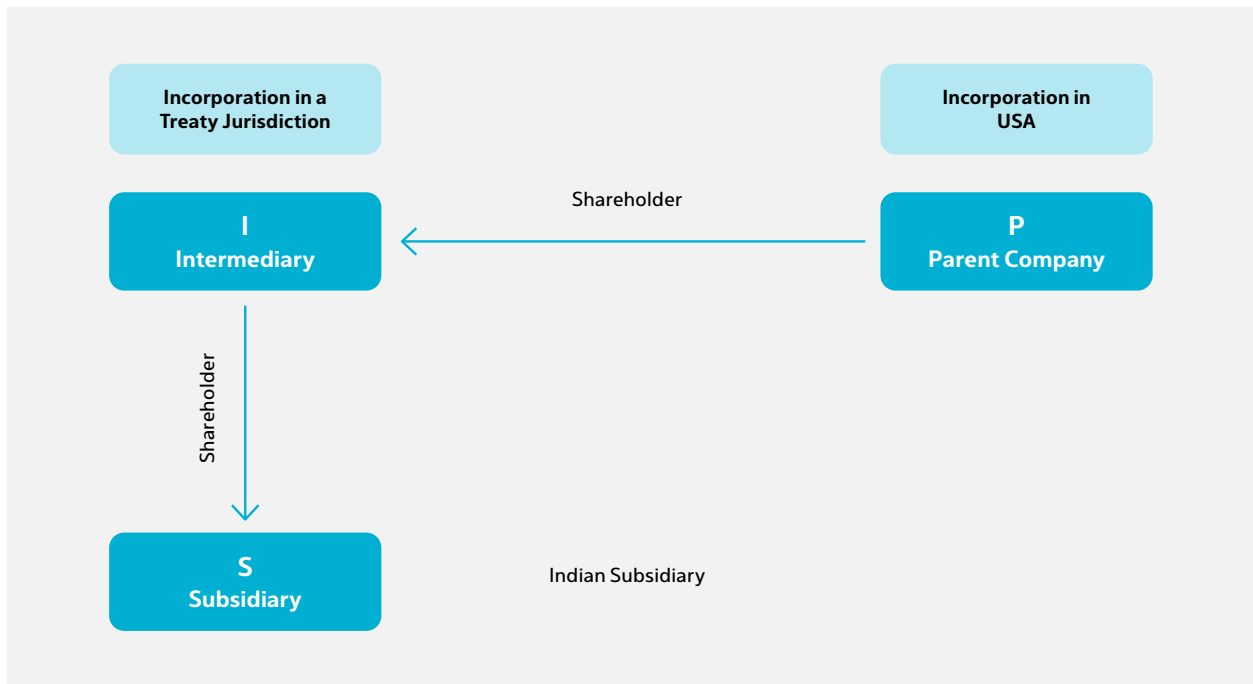 Incorporation in a
Treaty Jurisdiction
Incorporation in
USA
I
Intermediary
Shareholder
P
Parent Company
Shareholder
S
Subsidiary
Indian Subsidiary